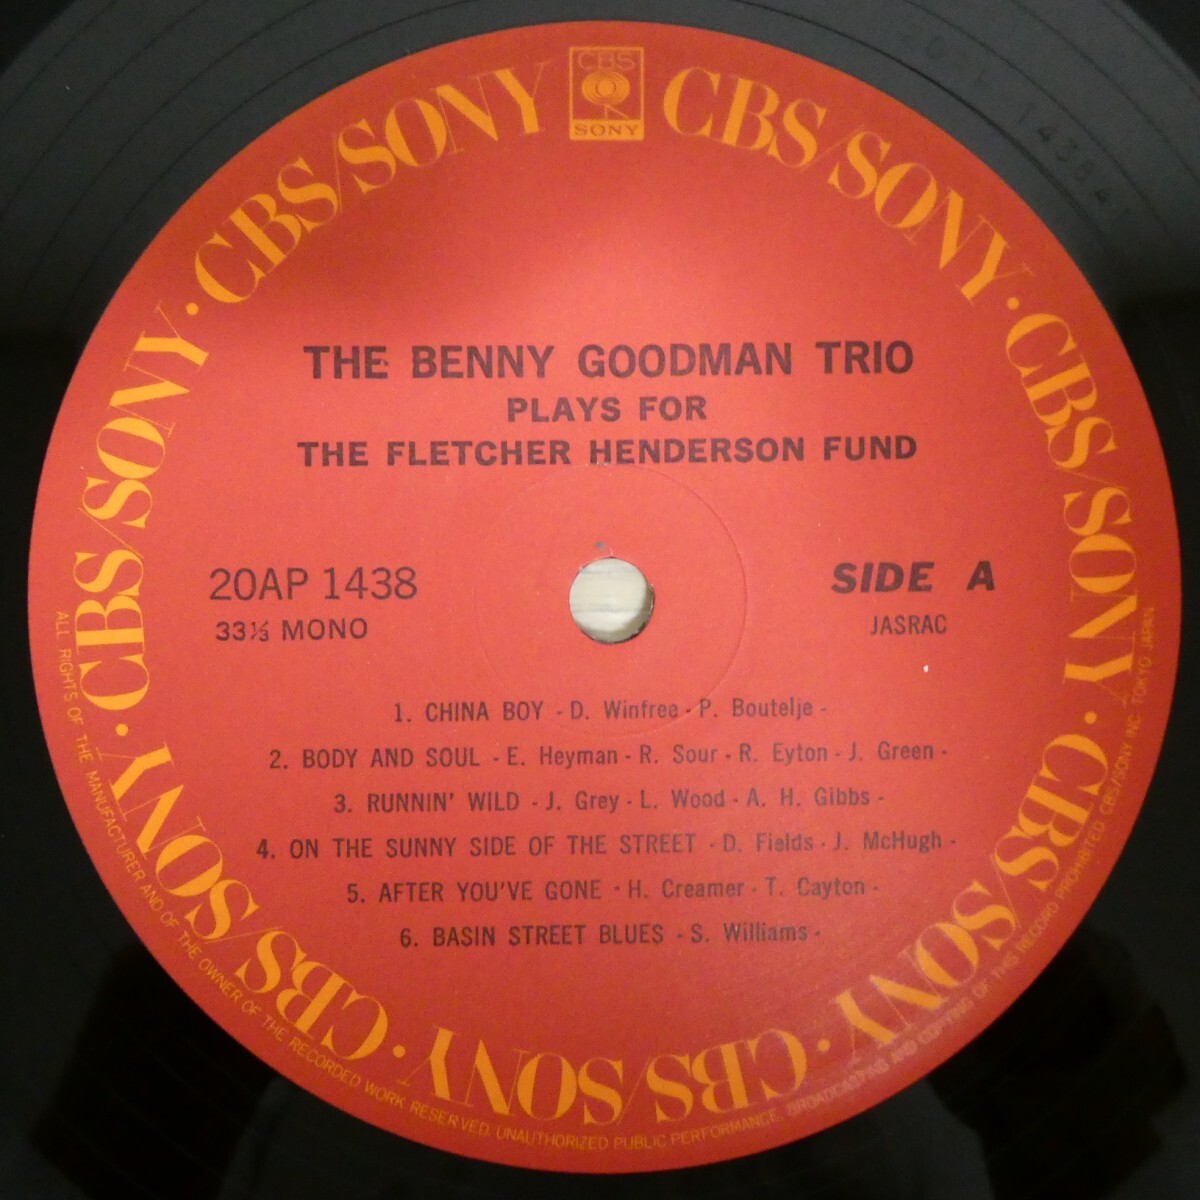 CBS
SONY
CBS/SONY · CBS/SONY · CBS/SONY · CBS/SONY · CBS/SONY · CBS/SONY · CBS/SONY
THE BENNY GOODMAN TRIO
PLAYS FOR
THE FLETCHER HENDERSON FUND
20AP 1438
33⅓ MONO
SIDE A
JASRAC
1. CHINA BOY - D. Winfree - P. Boutelje -
2. BODY AND SOUL - E. Heyman - R. Sour - R. Eyton - J. Green -
3. RUNNIN' WILD - J. Grey - L. Wood - A. H. Gibbs -
4. ON THE SUNNY SIDE OF THE STREET - D. Fields - J. McHugh -
5. AFTER YOU'VE GONE - H. Creamer - T. Cayton -
6. BASIN STREET BLUES - S. Williams -
ALL RIGHTS OF THE MANUFACTURER AND OF THE OWNER OF THE RECORDED WORK RESERVED. UNAUTHORIZED PUBLIC PERFORMANCE, BROADCASTING AND COPYING OF THIS RECORD PROHIBITED CBS/SONY INC. TOKYO JAPAN